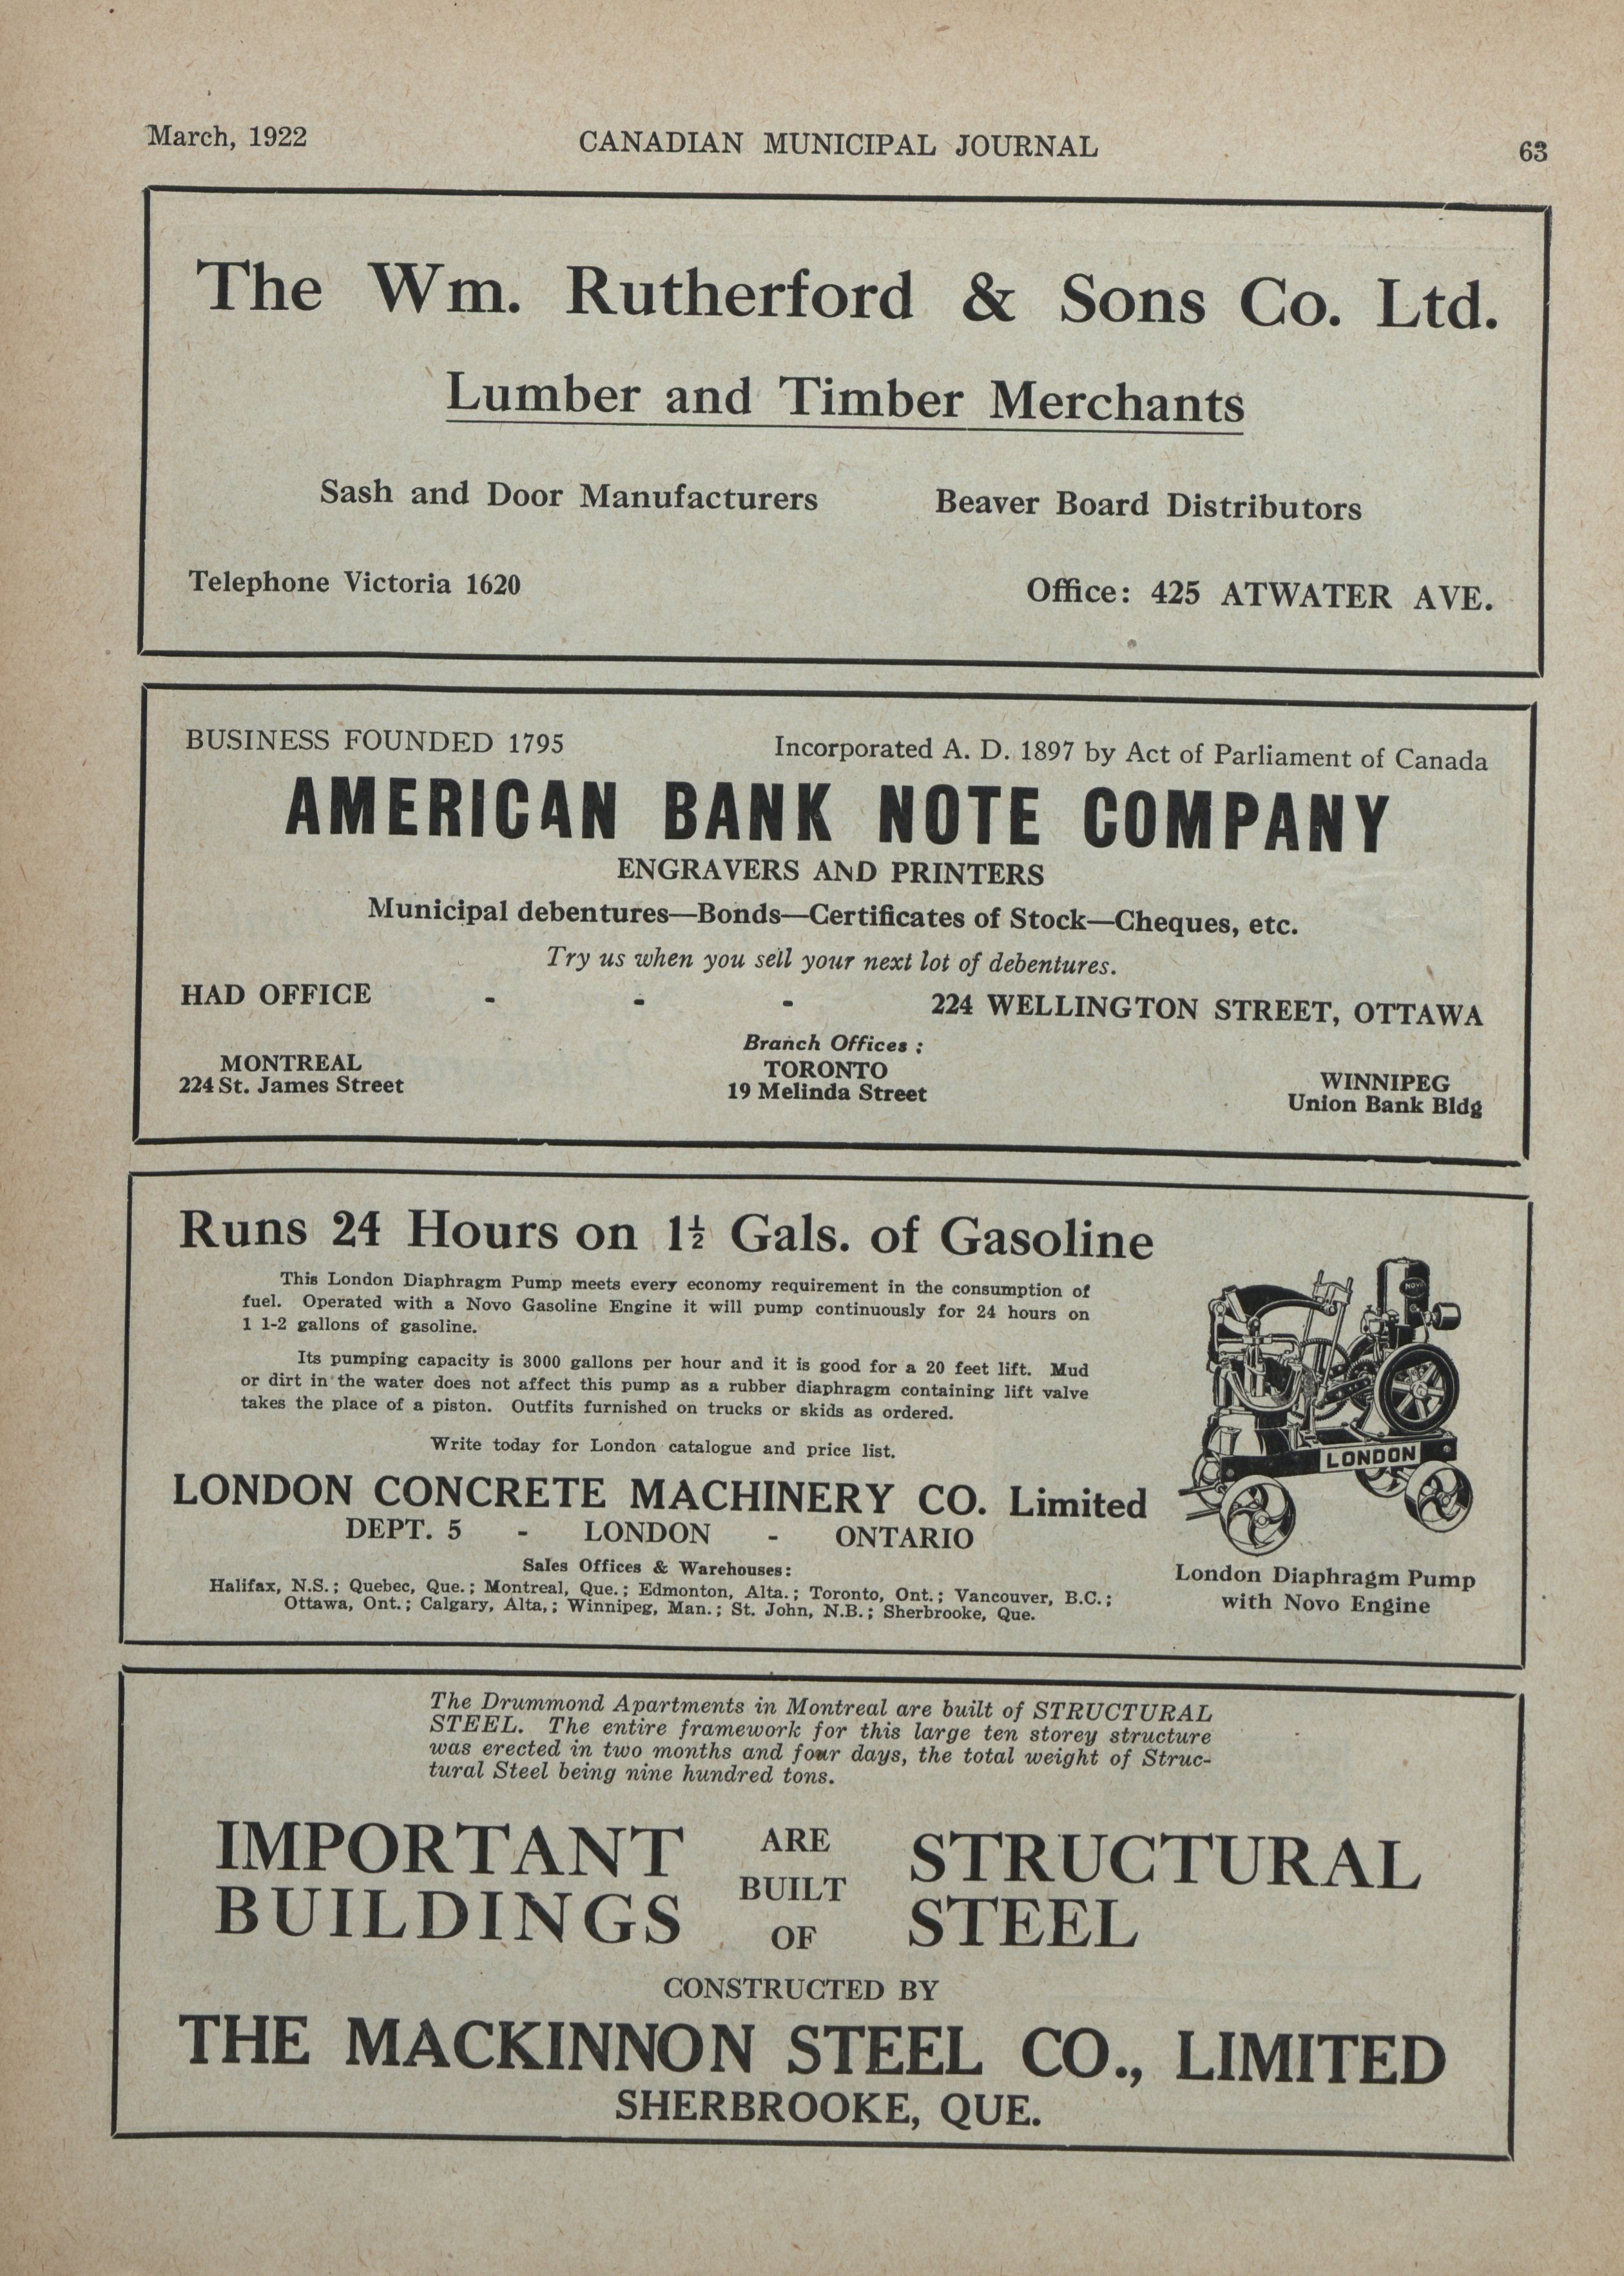 March, 1922
CANADIAN MUNICIPAL JOURNAL
63
The Wm. Rutherford & Sons Co. Ltd.
Lumber and Timber Merchants
Sash and Door Manufacturers
Beaver Board Distributors
Telephone Victoria 1620
Office: 425 ATWATER AVE.
BUSINESS FOUNDED 1795
Incorporated A. D. 1897 by Act of Parliament of Canada
AMERICAN BANK NOTE COMPANY
ENGRAVERS AND PRINTERS
Municipal debentures—Bonds—Certificates of Stock—Cheques, etc.
Try us when you sell your next lot of debentures.
HAD OFFICE - - - 224 WELLINGTON STREET, OTTAWA
Branch Offices :
MONTREAL
224 St. James Street
TORONTO
19 Melinda Street
WINNIPEG
Union Bank Bldg
Runs 24 Hours on 1½ Gals. of Gasoline
This London Diaphragm Pump meets every economy requirement in the consumption of
fuel. Operated with a Novo Gasoline Engine it will pump continuously for 24 hours on
1 1-2 gallons of gasoline.
Its pumping capacity is 3000 gallons per hour and it is good for a 20 feet lift. Mud
or dirt in the water does not affect this pump as a rubber diaphragm containing lift valve
takes the place of a piston. Outfits furnished on trucks or skids as ordered.
Write today for London catalogue and price list.
LONDON CONCRETE MACHINERY CO. Limited
DEPT. 5 - LONDON - ONTARIO
Sales Offices & Warehouses:
Halifax, N.S.; Quebec, Que.; Montreal, Que.; Edmonton, Alta.; Toronto, Ont.; Vancouver, B.C.;
Ottawa, Ont.; Calgary, Alta,; Winnipeg, Man.; St. John, N.B.; Sherbrooke, Que.
NOVO
LONDON
London Diaphragm Pump
with Novo Engine
The Drummond Apartments in Montreal are built of STRUCTURAL
STEEL. The entire framework for this large ten storey structure
was erected in two months and four days, the total weight of Struc-
tural Steel being nine hundred tons.
IMPORTANT
BUILDINGS
ARE
BUILT
OF
STRUCTURAL
STEEL
CONSTRUCTED BY
THE MACKINNON STEEL CO., LIMITED
SHERBROOKE, QUE.